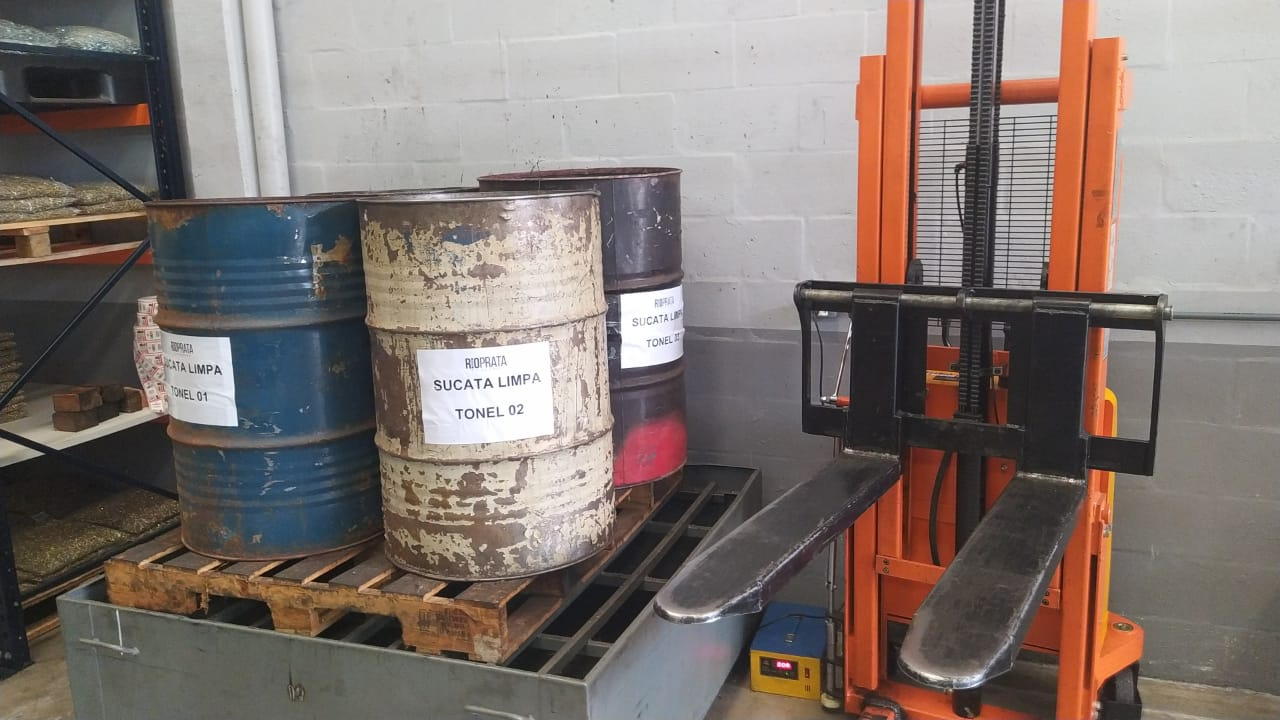 RIOPRATA
SUCATA LIMPA
TONEL 01
RIOPRATA
SUCATA LIMPA
TONEL 02
RIOPRATA
SUCATA LIMPA